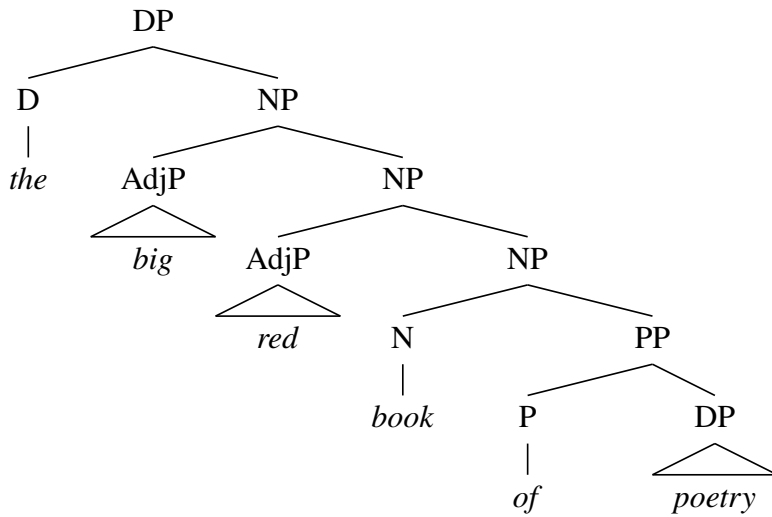 DP
D NP
the AdjP NP
big AdjP NP
red N PP
book P DP
of poetry